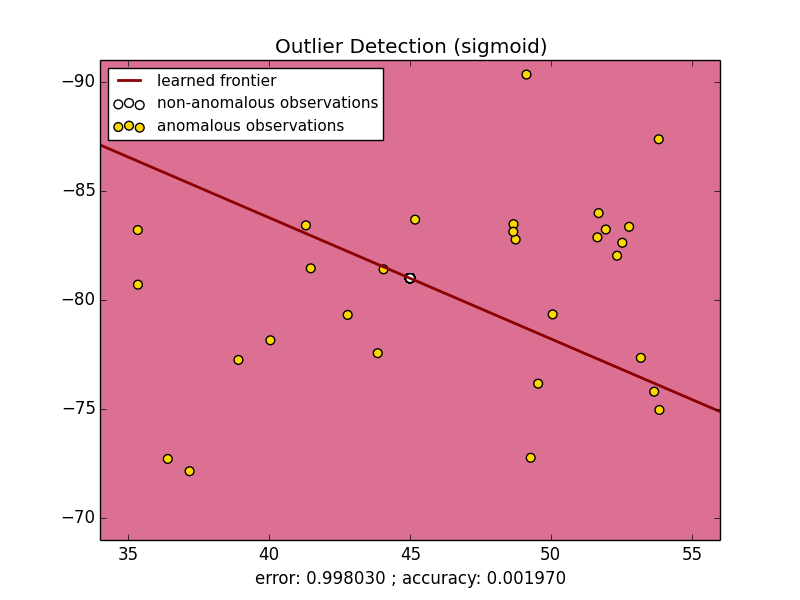 Outlier Detection (sigmoid)
learned frontier
non-anomalous observations
anomalous observations
−90
−85
−80
−75
−70
35 40 45 50 55
error: 0.998030 ; accuracy: 0.001970